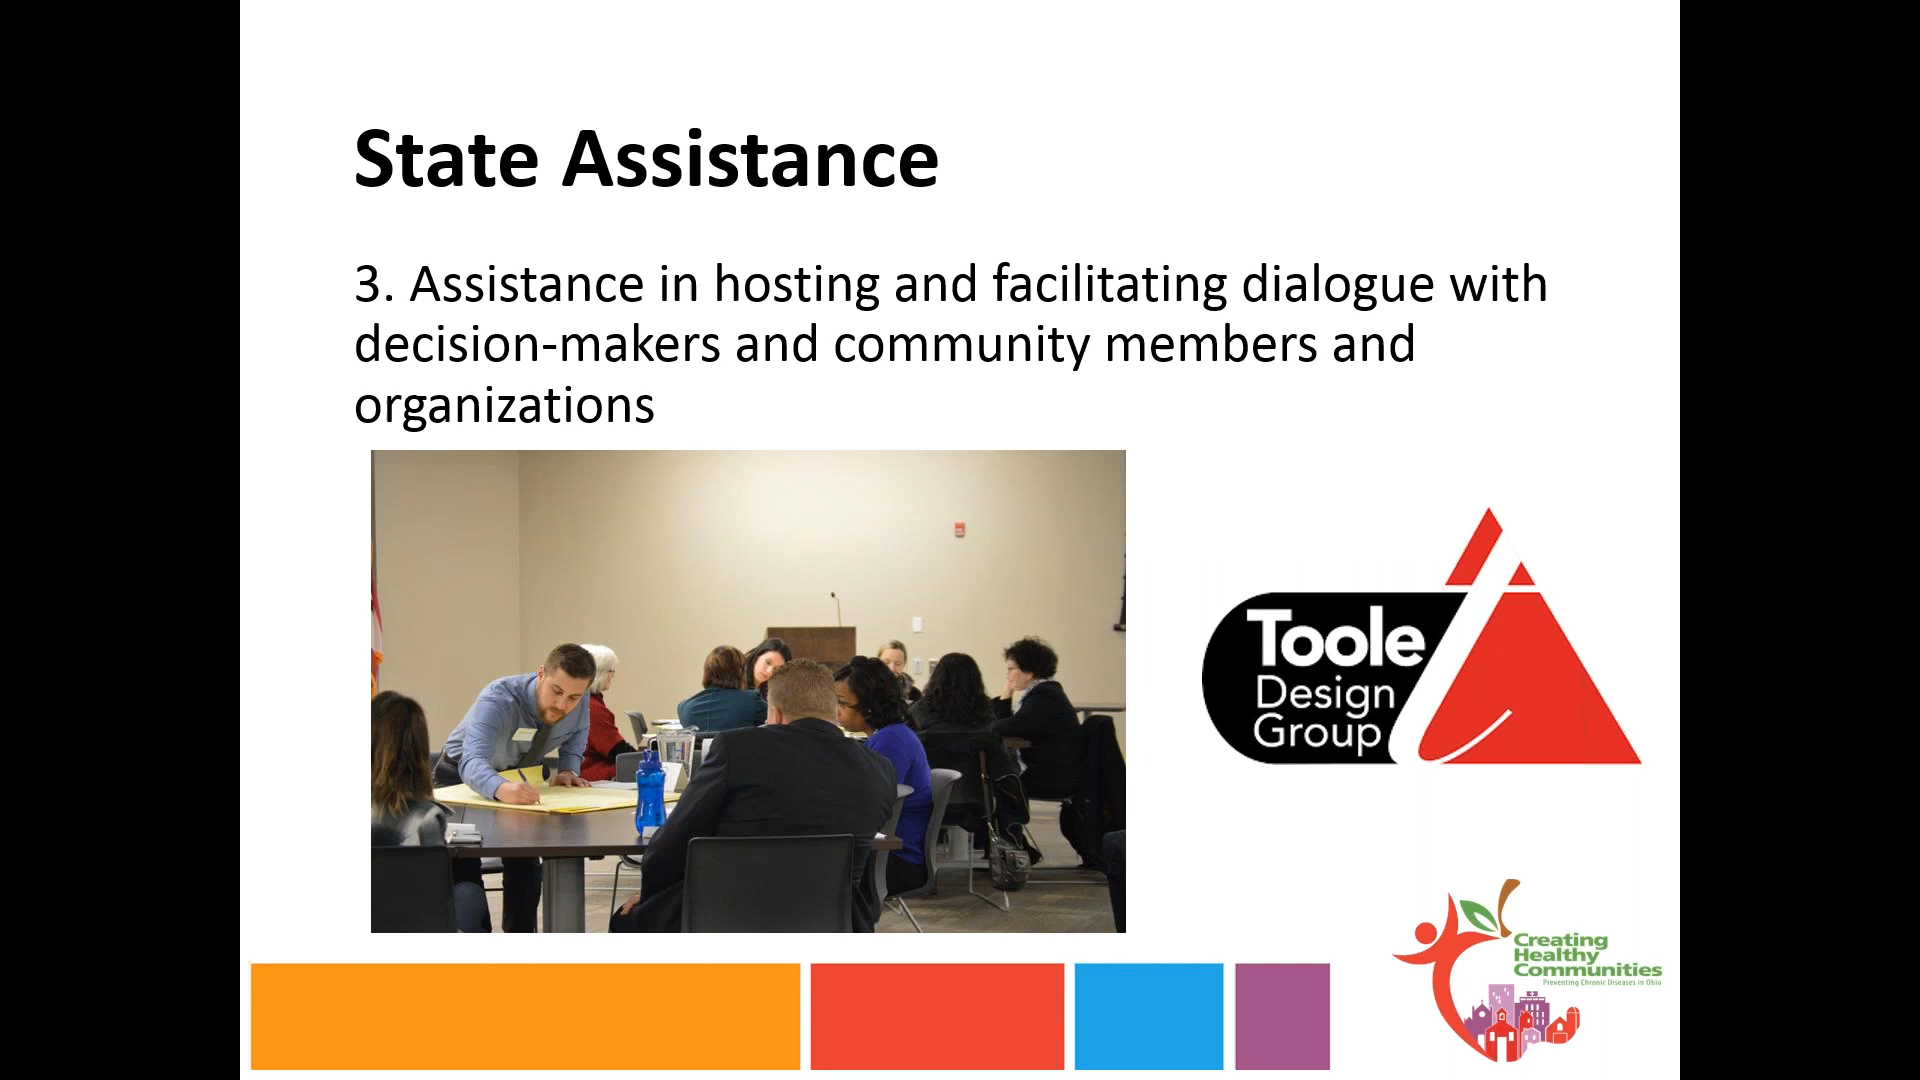 State Assistance
3. Assistance in hosting and facilitating dialogue with
decision-makers and community members and
organizations
Toole
Design
Group
Creating
Healthy
Communities
Preventing Chronic Diseases in Ohio